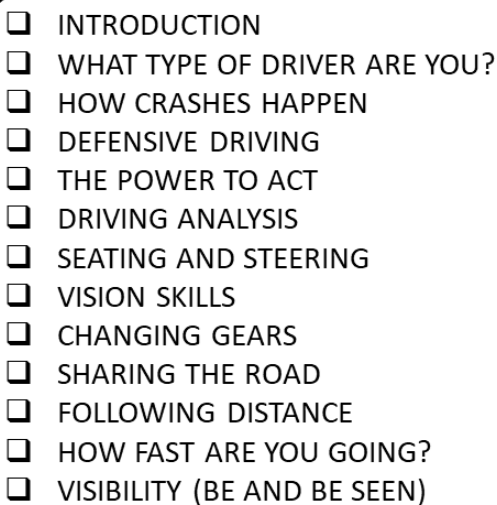 INTRODUCTION
WHAT TYPE OF DRIVER ARE YOU?
HOW CRASHES HAPPEN
DEFENSIVE DRIVING
THE POWER TO ACT
DRIVING ANALYSIS
SEATING AND STEERING
VISION SKILLS
CHANGING GEARS
SHARING THE ROAD
FOLLOWING DISTANCE
HOW FAST ARE YOU GOING?
VISIBILITY (BE AND BE SEEN)